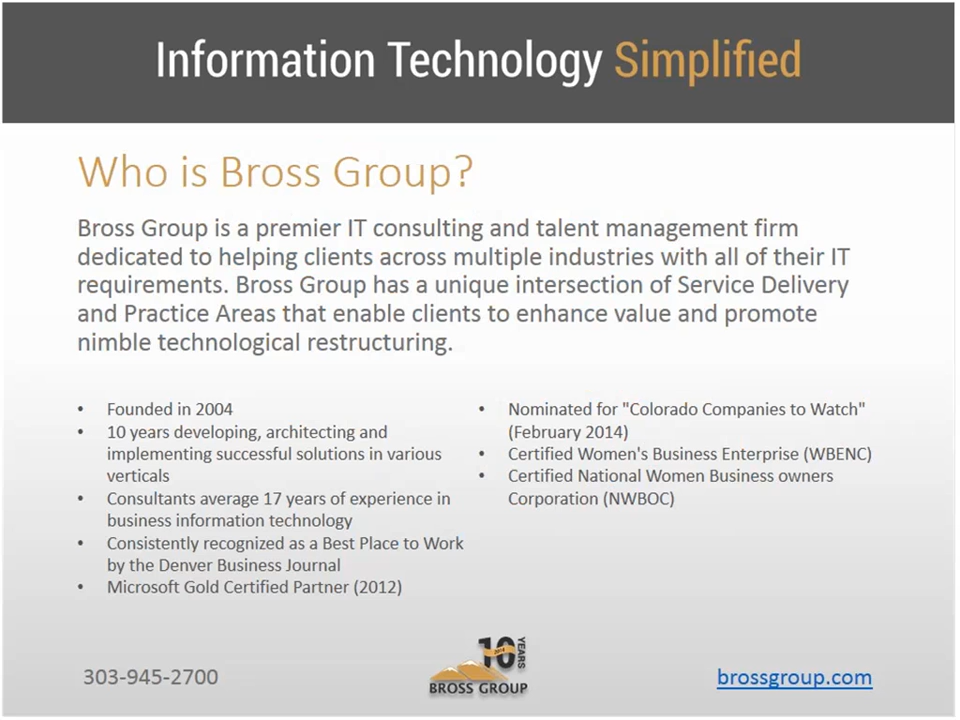 Information Technology Simplified
Who is Bross Group?
Bross Group is a premier IT consulting and talent management firm
dedicated to helping clients across multiple industries with all of their IT
requirements. Bross Group has a unique intersection of Service Delivery
and Practice Areas that enable clients to enhance value and promote
nimble technological restructuring.
• Founded in 2004
• 10 years developing, architecting and
implementing successful solutions in various
verticals
• Consultants average 17 years of experience in
business information technology
• Consistently recognized as a Best Place to Work
by the Denver Business Journal
• Microsoft Gold Certified Partner (2012)
• Nominated for "Colorado Companies to Watch"
(February 2014)
• Certified Women's Business Enterprise (WBENC)
• Certified National Women Business owners
Corporation (NWBOC)
303-945-2700
10 YEARS
2014
BROSS GROUP
brossgroup.com